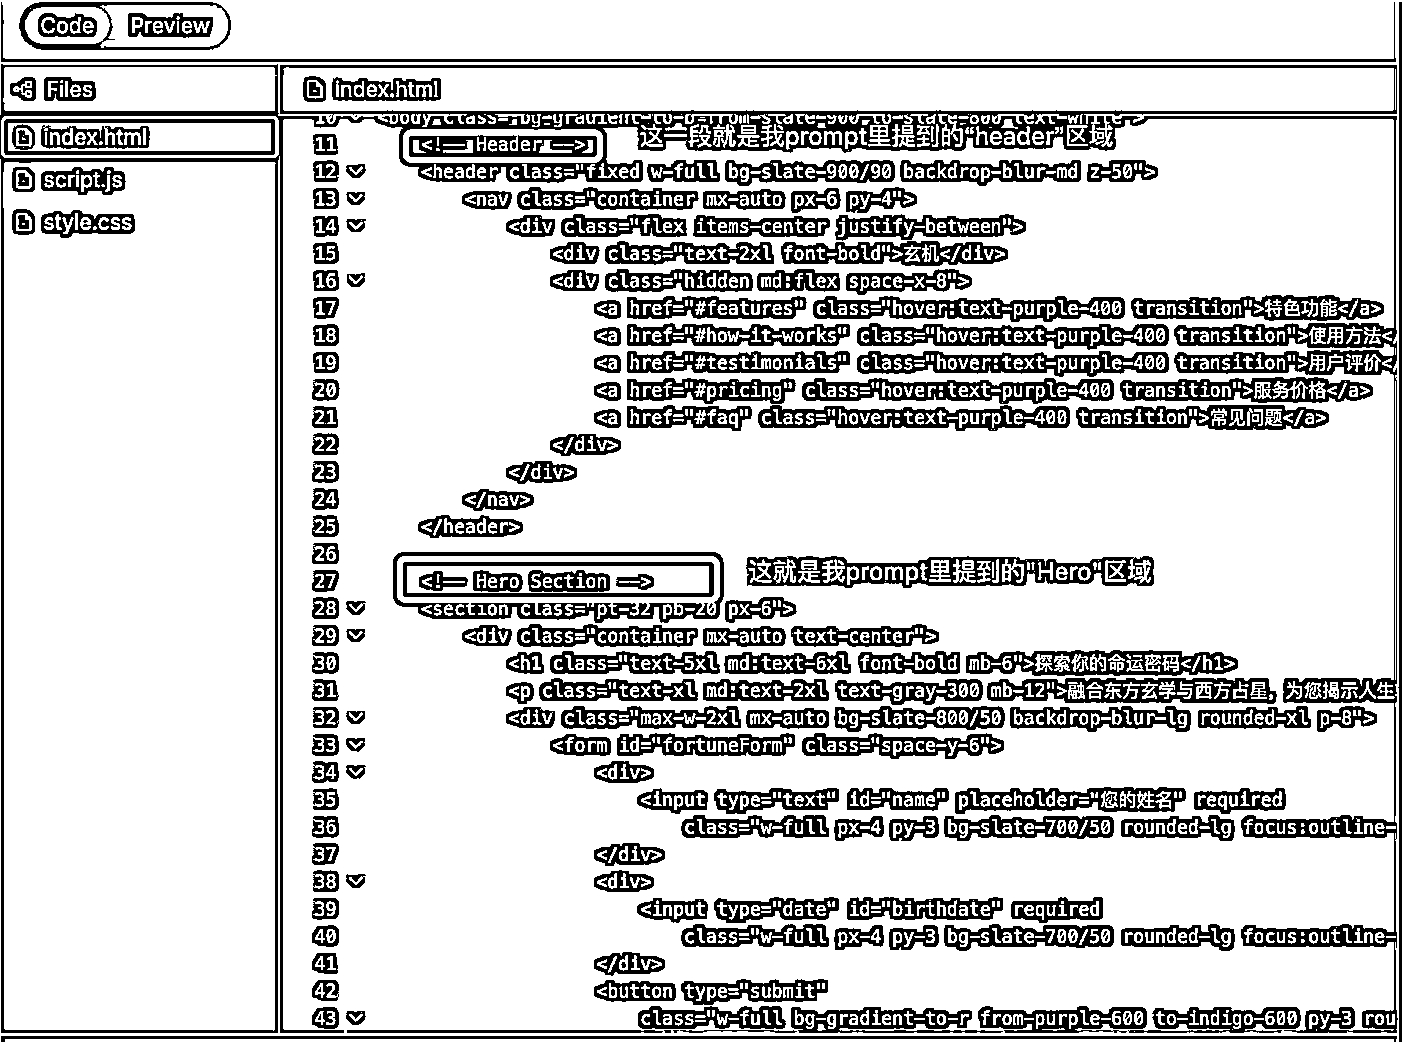 Code Preview
Files
index.html
script.js
style.css
index.html
10 <body class="bg-gradient-to-b from-slate-900 to-slate-800 text-white">
11 <!-- Header --> 这一段就是我prompt里提到的“header”区域
12 <header class="fixed w-full bg-slate-900/90 backdrop-blur-md z-50">
13 <nav class="container mx-auto px-6 py-4">
14 <div class="flex items-center justify-between">
15 <div class="text-2xl font-bold">玄机</div>
16 <div class="hidden md:flex space-x-8">
17 <a href="#features" class="hover:text-purple-400 transition">特色功能</a>
18 <a href="#how-it-works" class="hover:text-purple-400 transition">使用方法</
19 <a href="#testimonials" class="hover:text-purple-400 transition">用户评价</
20 <a href="#pricing" class="hover:text-purple-400 transition">服务价格</a>
21 <a href="#faq" class="hover:text-purple-400 transition">常见问题</a>
22 </div>
23 </div>
24 </nav>
25 </header>
26
27 <!-- Hero Section --> 这就是我prompt里提到的"Hero"区域
28 <section class="pt-32 pb-20 px-6">
29 <div class="container mx-auto text-center">
30 <h1 class="text-5xl md:text-6xl font-bold mb-6">探索你的命运密码</h1>
31 <p class="text-xl md:text-2xl text-gray-300 mb-12">融合东方玄学与西方占星，为您揭示人生
32 <div class="max-w-2xl mx-auto bg-slate-800/50 backdrop-blur-lg rounded-xl p-8">
33 <form id="fortuneForm" class="space-y-6">
34 <div>
35 <input type="text" id="name" placeholder="您的姓名" required
36 class="w-full px-4 py-3 bg-slate-700/50 rounded-lg focus:outline-
37 </div>
38 <div>
39 <input type="date" id="birthdate" required
40 class="w-full px-4 py-3 bg-slate-700/50 rounded-lg focus:outline-
41 </div>
42 <button type="submit"
43 class="w-full bg-gradient-to-r from-purple-600 to-indigo-600 py-3 rou